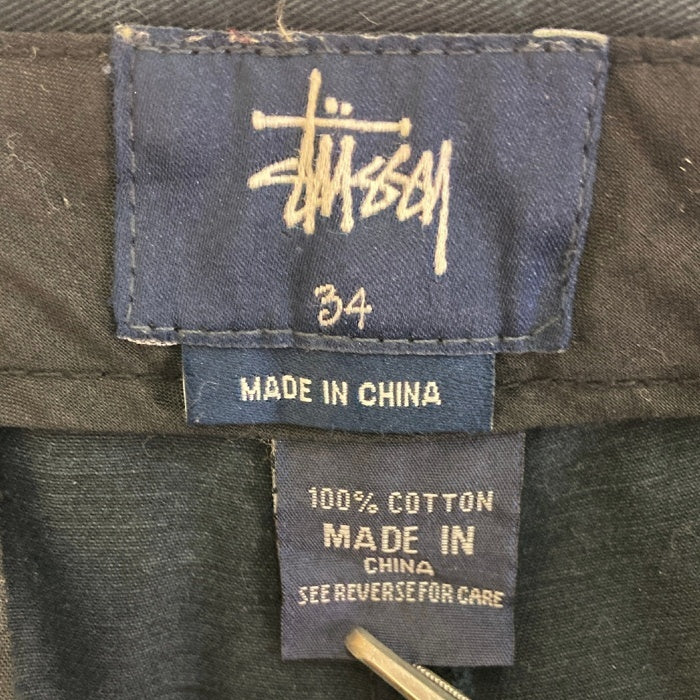 Stüssy
34
MADE IN CHINA
100% COTTON
MADE IN
CHINA
SEE REVERSE FOR CARE